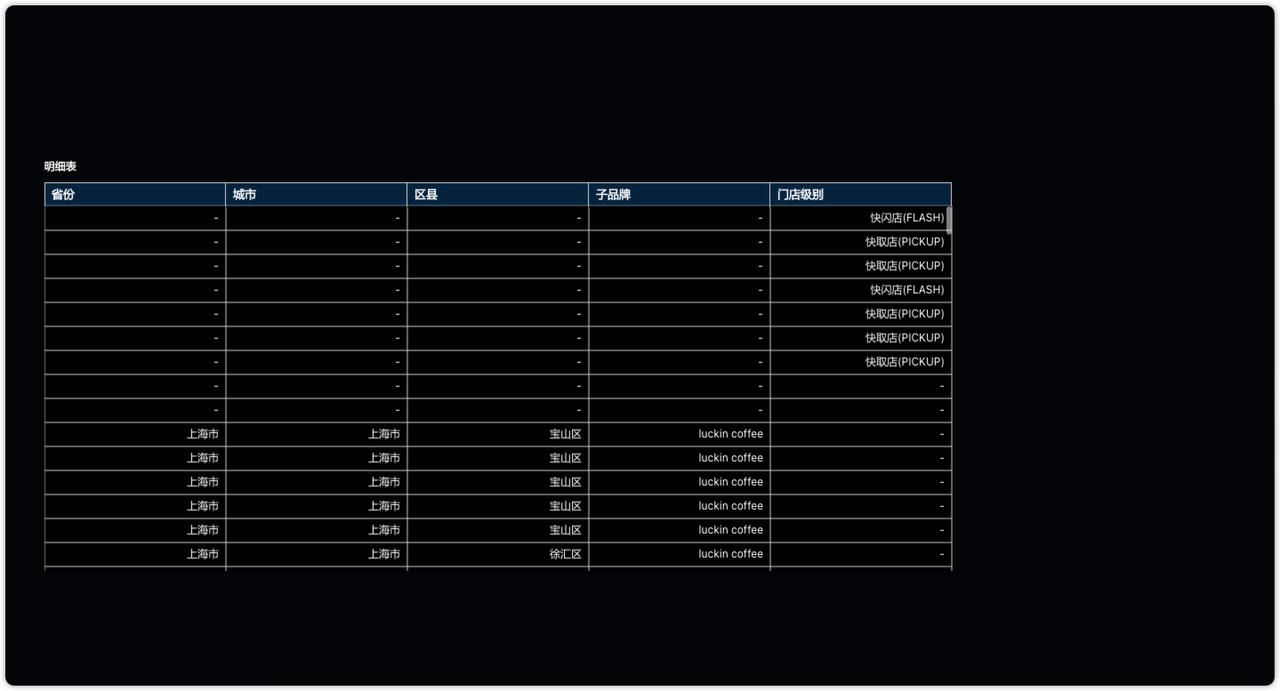 明细表
省份 城市 区县 子品牌 门店级别
- - - - 快闪店(FLASH)
- - - - 快取店(PICKUP)
- - - - 快取店(PICKUP)
- - - - 快闪店(FLASH)
- - - - 快取店(PICKUP)
- - - - 快取店(PICKUP)
- - - - 快取店(PICKUP)
- - - - -
- - - - -
上海市 上海市 宝山区 luckin coffee -
上海市 上海市 宝山区 luckin coffee -
上海市 上海市 宝山区 luckin coffee -
上海市 上海市 宝山区 luckin coffee -
上海市 上海市 宝山区 luckin coffee -
上海市 上海市 徐汇区 luckin coffee -